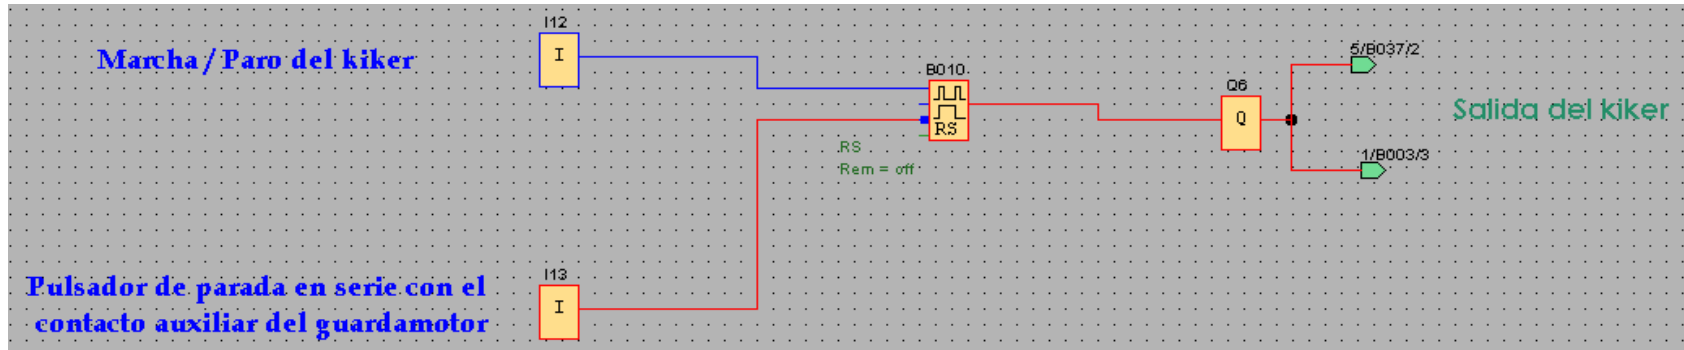 I12
Marcha / Paro del kiker
I
B010
RS
RS
Rem = off
Q6
Q
5/B037/2
Salida del kiker
1/B003/3
I13
Pulsador de parada en serie con el
contacto auxiliar del guardamotor
I